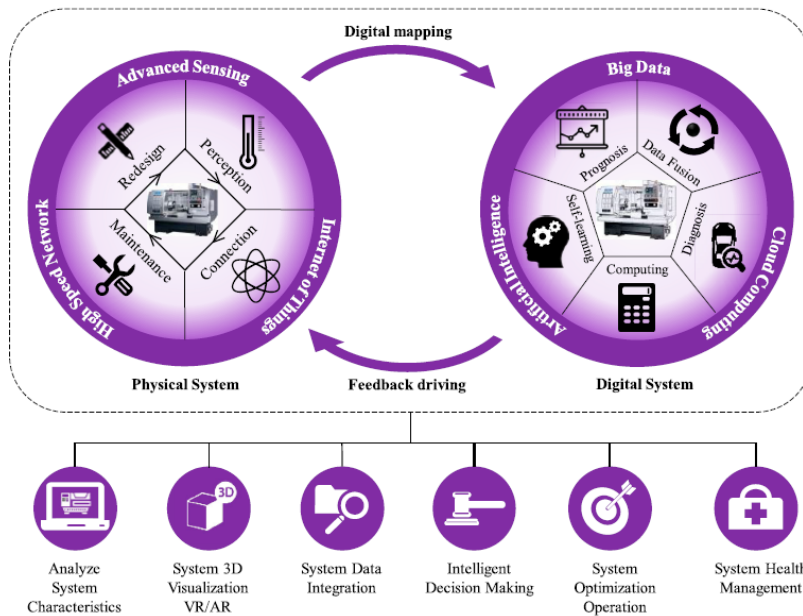 Digital mapping
Advanced Sensing
High Speed Network
Internet of Things
Redesign
Perception
Maintenance
Connection
Physical System
Big Data
Artificial Intelligence
Cloud Computing
Prognosis
Data Fusion
Self-learning
Diagnosis
Computing
Digital System
Feedback driving
3D
Analyze
System
Characteristics
System 3D
Visualization
VR/AR
System Data
Integration
Intelligent
Decision Making
System
Optimization
Operation
System Health
Management